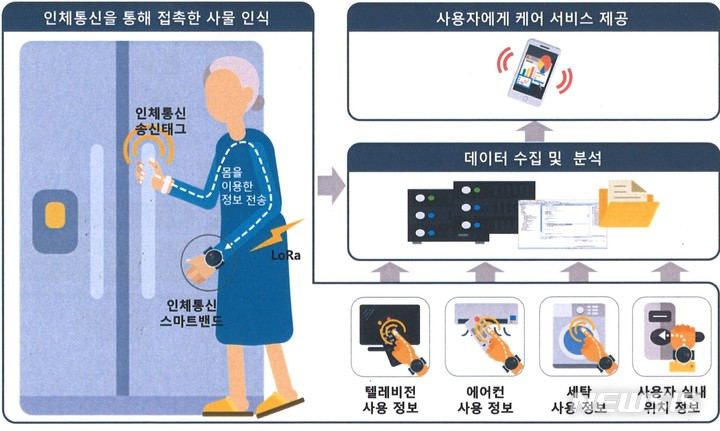 인체통신을 통해 접촉한 사물 인식
인체통신
송신태그
몸을
이용한
정보 전송
LoRa
인체통신
스마트밴드
사용자에게 케어 서비스 제공
데이터 수집 및 분석
텔레비전
사용 정보
에어컨
사용 정보
세탁
사용 정보
사용자 실내
위치 정보